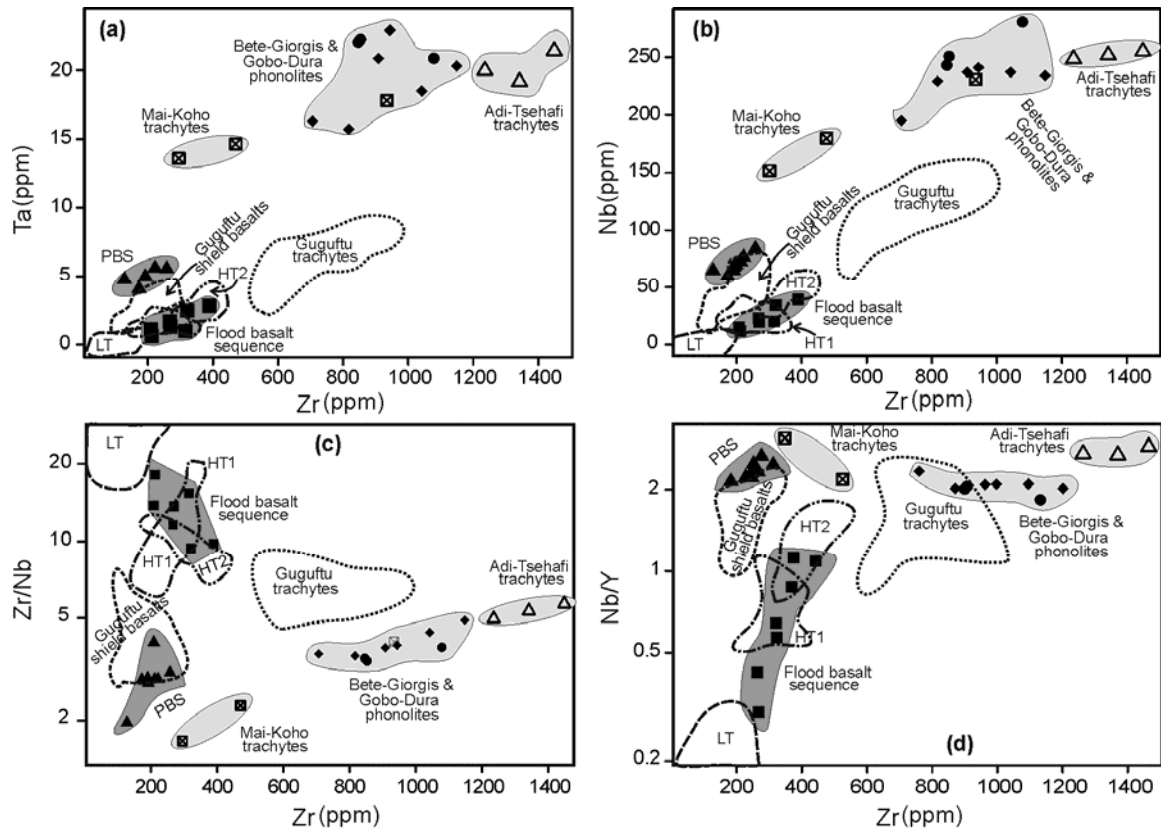 (a)
Bete-Giorgis &
Gobo-Dura
phonolites
Adi-Tsehafi
trachytes
Mai-Koho
trachytes
Guguftu
trachytes
Guguftu
shield basalts
PBS
HT2
Flood basalt
sequence
LT
Ta(ppm)
20
15
10
5
0
200 400 600 800 1000 1200 1400
Zr(ppm)
(b)
Adi-Tsehafi
trachytes
Mai-Koho
trachytes
Bete-Giorgis &
Gobo-Dura
phonolites
Guguftu
trachytes
Guguftu
shield basalts
PBS
HT2
Flood basalt
sequence
HT1
LT
Nb(ppm)
250
200
150
100
50
0
200 400 600 800 1000 1200 1400
Zr(ppm)
(c)
LT
HT1
Flood basalt
sequence
HT1
HT2
Guguftu
trachytes
Adi-Tsehafi
trachytes
Guguftu
shield basalts
PBS
Bete-Giorgis &
Gobo-Dura
phonolites
Mai-Koho
trachytes
Zr/Nb
20
10
5
2
200 400 600 800 1000 1200 1400
Zr(ppm)
Mai-Koho
trachytes
Adi-Tsehafi
trachytes
PBS
Guguftu
shield basalts
Guguftu
trachytes
HT2
Bete-Giorgis &
Gobo-Dura
phonolites
HT1
Flood basalt
sequence
LT
(d)
Nb/Y
2
1
0.5
0.2
200 400 600 800 1000 1200 1400
Zr(ppm)